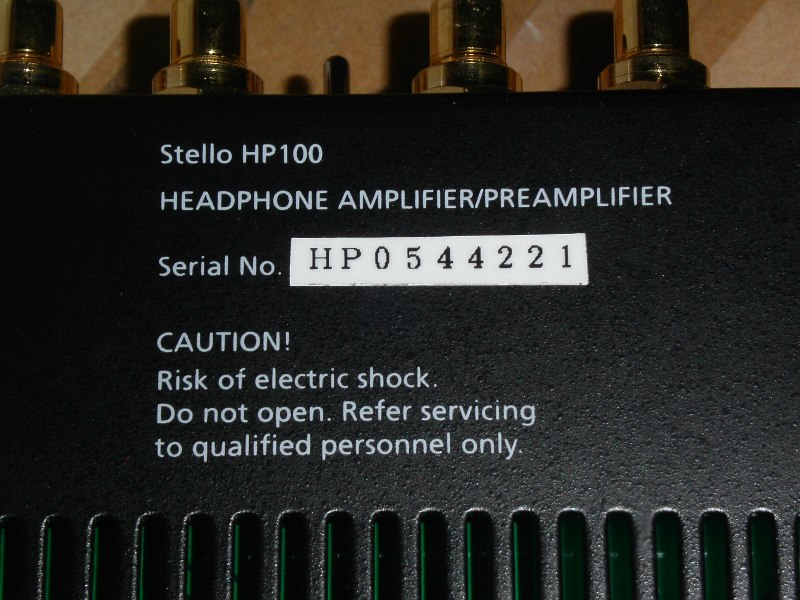 Stello HP100
HEADPHONE AMPLIFIER/PREAMPLIFIER
Serial No. HP0544221
CAUTION!
Risk of electric shock.
Do not open. Refer servicing
to qualified personnel only.